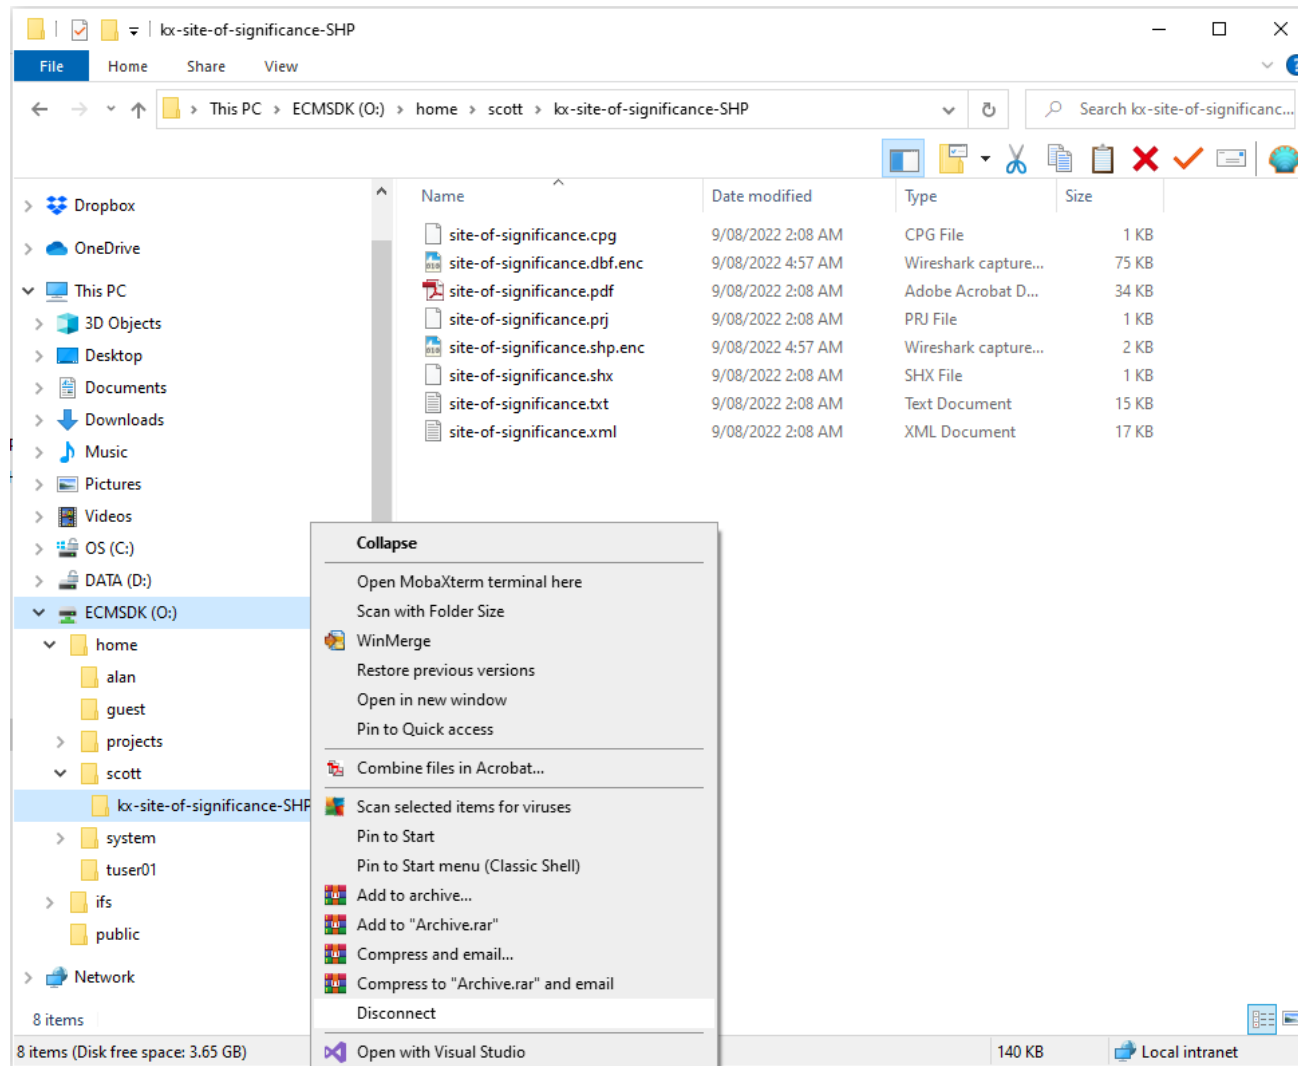 kx-site-of-significance-SHP
File Home Share View
This PC ECMSDK (O:) home scott kx-site-of-significance-SHP Search kx-site-of-significanc...
Name Date modified Type Size
site-of-significance.cpg 9/08/2022 2:08 AM CPG File 1 KB
site-of-significance.dbf.enc 9/08/2022 4:57 AM Wireshark capture... 75 KB
site-of-significance.pdf 9/08/2022 2:08 AM Adobe Acrobat D... 34 KB
site-of-significance.prj 9/08/2022 2:08 AM PRJ File 1 KB
site-of-significance.shp.enc 9/08/2022 4:57 AM Wireshark capture... 2 KB
site-of-significance.shx 9/08/2022 2:08 AM SHX File 1 KB
site-of-significance.txt 9/08/2022 2:08 AM Text Document 15 KB
site-of-significance.xml 9/08/2022 2:08 AM XML Document 17 KB
Dropbox
OneDrive
This PC
3D Objects
Desktop
Documents
Downloads
Music
Pictures
Videos
OS (C:)
DATA (D:)
ECMSDK (O:)
home
alan
guest
projects
scott
kx-site-of-significance-SHP
system
tuser01
ifs
public
Network
Collapse
Open MobaXterm terminal here
Scan with Folder Size
WinMerge
Restore previous versions
Open in new window
Pin to Quick access
Combine files in Acrobat...
Scan selected items for viruses
Pin to Start
Pin to Start menu (Classic Shell)
Add to archive...
Add to "Archive.rar"
Compress and email...
Compress to "Archive.rar" and email
Disconnect
Open with Visual Studio
8 items
8 items (Disk free space: 3.65 GB) 140 KB Local intranet